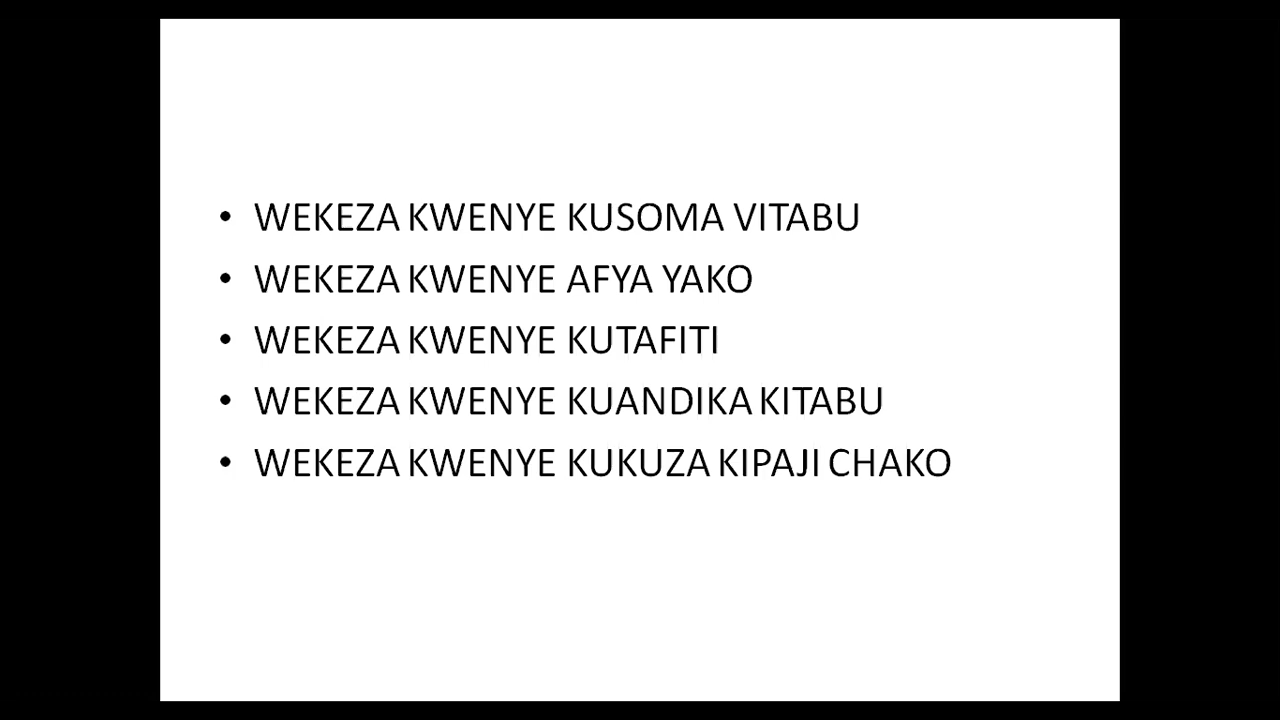 • WEKEZA KWENYE KUSOMA VITABU
• WEKEZA KWENYE AFYA YAKO
• WEKEZA KWENYE KUTAFITI
• WEKEZA KWENYE KUANDIKA KITABU
• WEKEZA KWENYE KUKUZA KIPAJI CHAKO